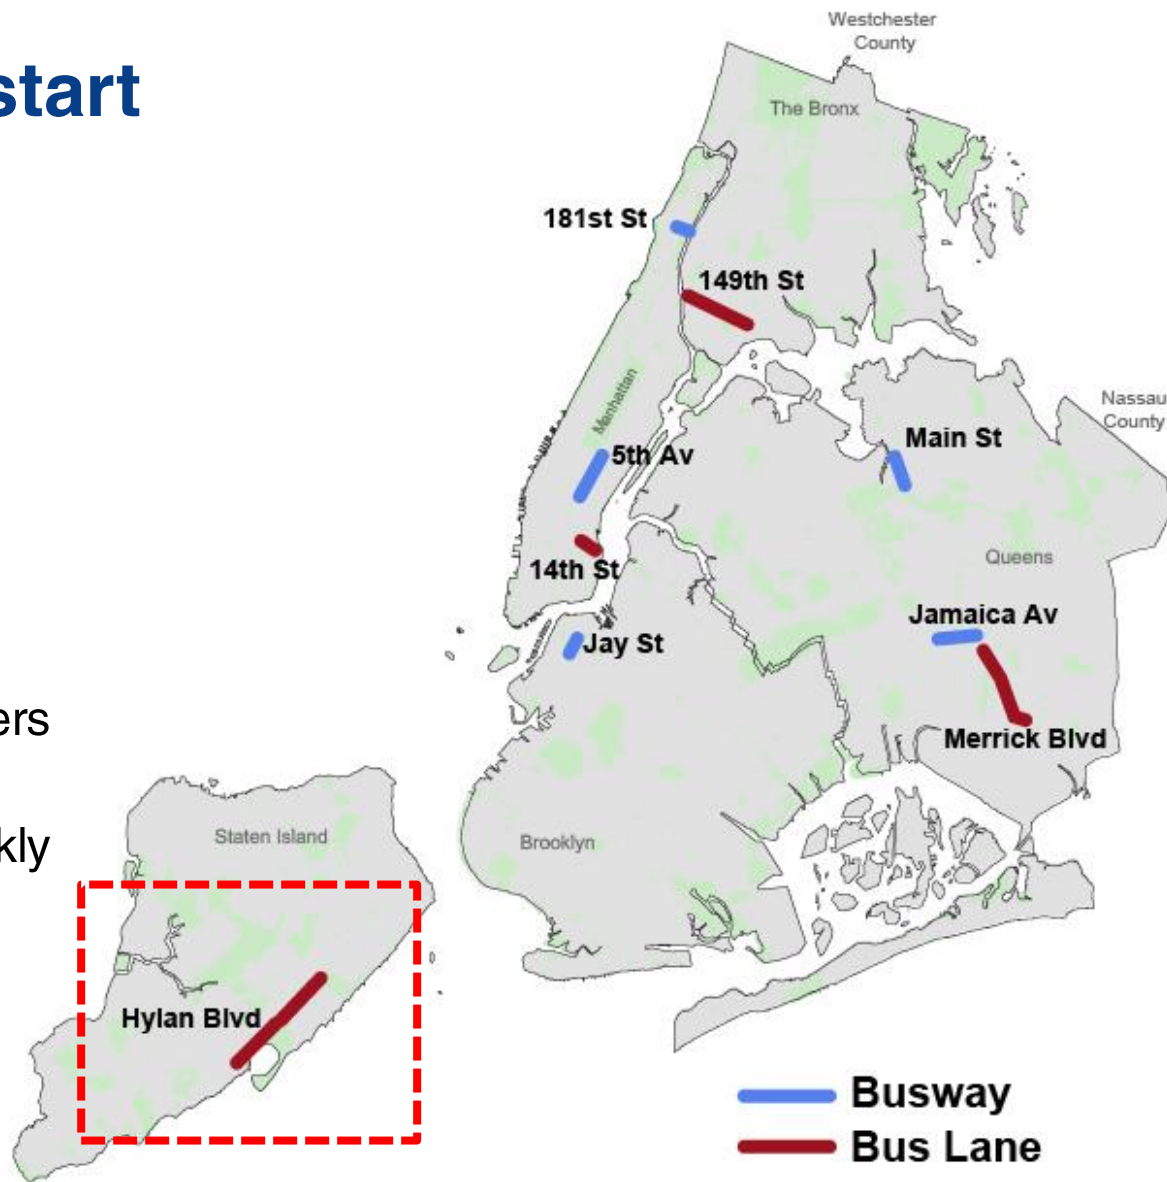 start
ers
kly
Westchester
County
The Bronx
181st St
149th St
Manhattan
Nassau
County
5th Av
Main St
14th St
Queens
Jay St
Jamaica Av
Merrick Blvd
Staten Island
Brooklyn
Hylan Blvd
Busway
Bus Lane